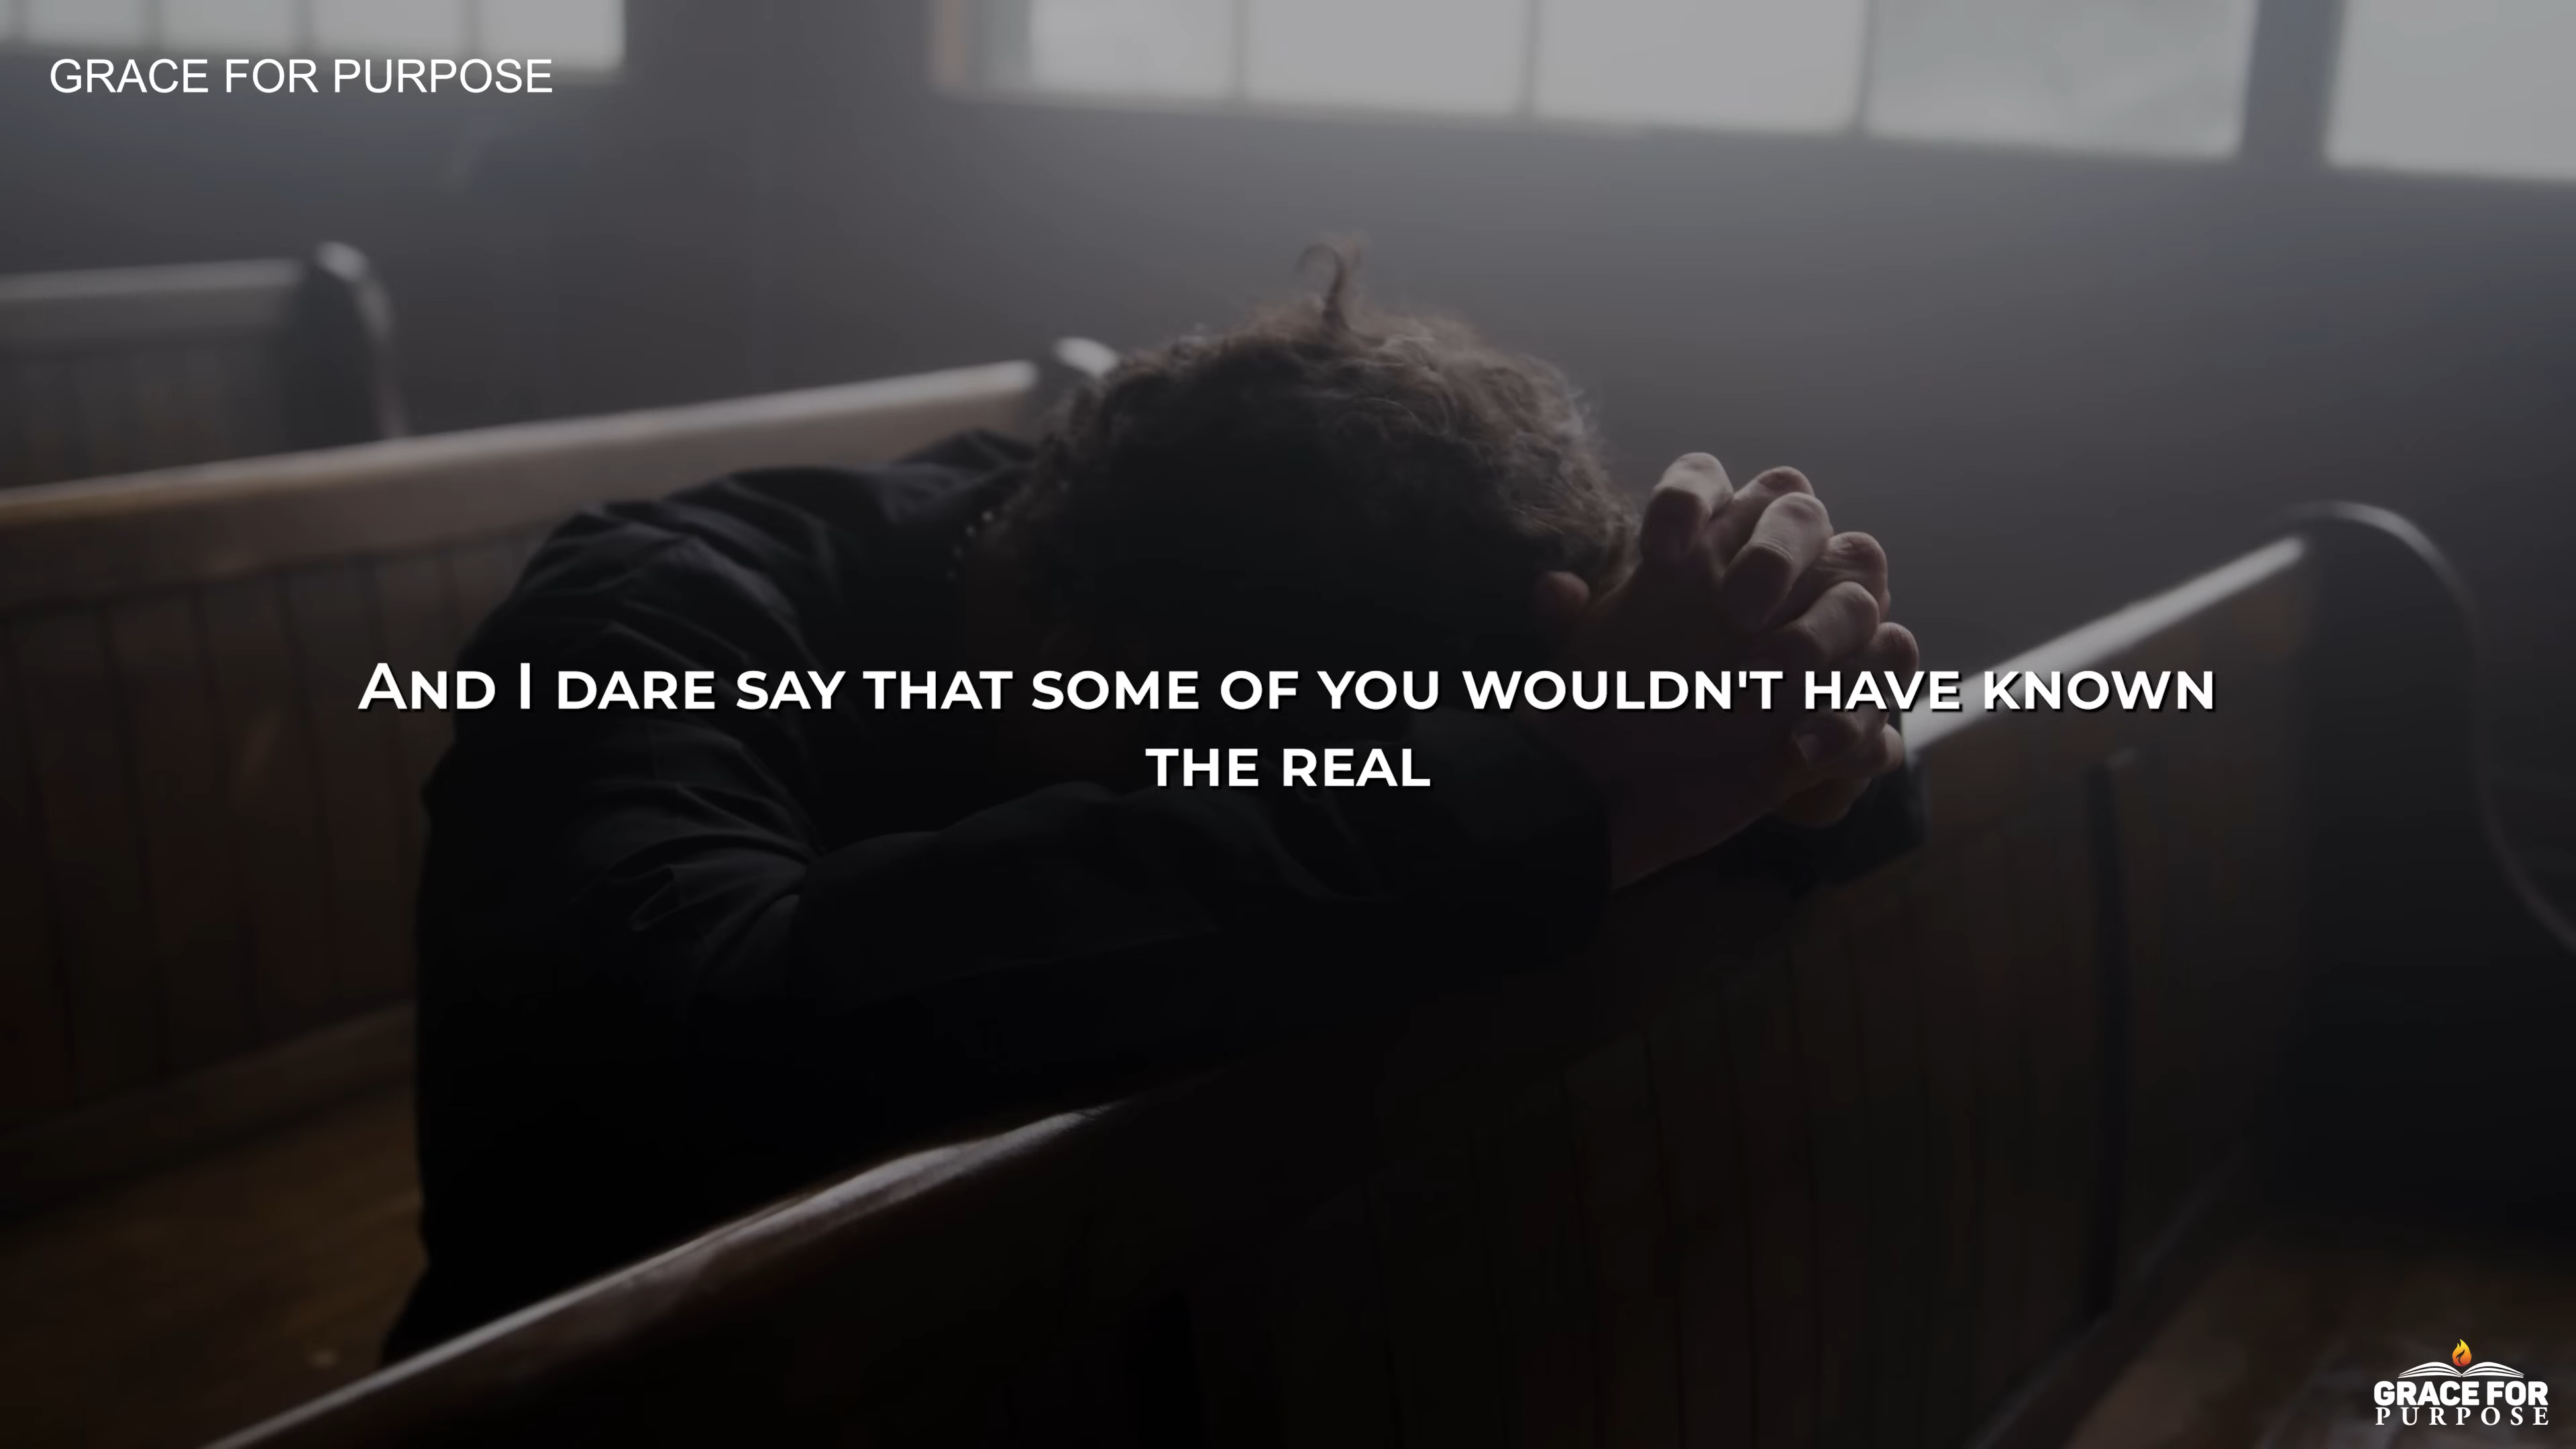 GRACE FOR PURPOSE
AND I DARE SAY THAT SOME OF YOU WOULDN'T HAVE KNOWN
THE REAL
GRACE FOR
PURPOSE